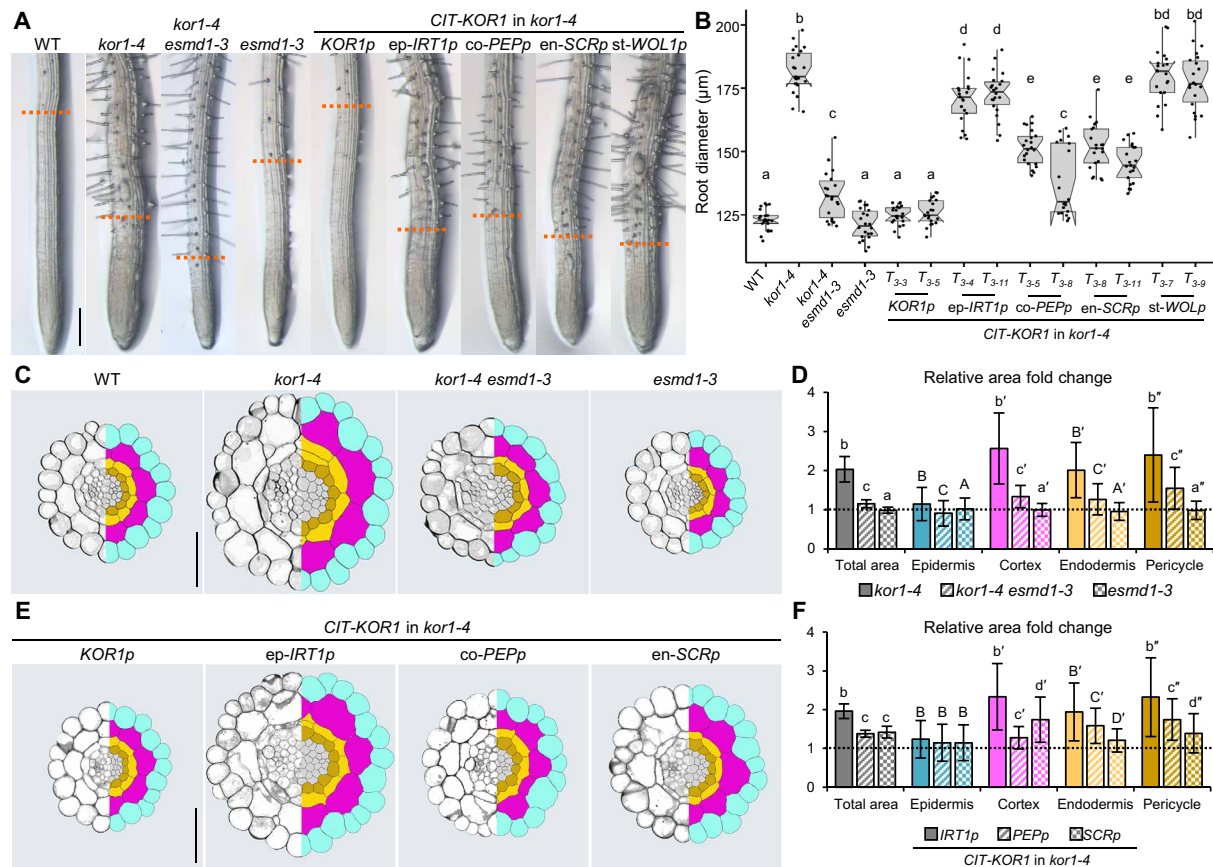 A
WT
kor1-4
kor1-4
esmd1-3
esmd1-3
CIT-KOR1 in kor1-4
KOR1p
ep-IRT1p
co-PEPp
en-SCRp
st-WOL1p
B
Root diameter (µm)
200
175
150
125
a
b
c
a
a
a
d
d
e
c
e
e
bd
bd
WT
kor1-4
kor1-4
esmd1-3
esmd1-3
T3-3
T3-5
T3-4
T3-11
T3-5
T3-8
T3-8
T3-11
T3-7
T3-9
KOR1p
ep-IRT1p
co-PEPp
en-SCRp
st-WOLp
CIT-KOR1 in kor1-4
C
WT
kor1-4
kor1-4 esmd1-3
esmd1-3
D
Relative area fold change
4
3
2
1
0
b
c
a
B
C
A
b′
c′
a′
B′
C′
A′
b″
c″
a″
Total area
Epidermis
Cortex
Endodermis
Pericycle
kor1-4
kor1-4 esmd1-3
esmd1-3
E
CIT-KOR1 in kor1-4
KOR1p
ep-IRT1p
co-PEPp
en-SCRp
F
Relative area fold change
4
3
2
1
0
b
c
c
B
B
B
b′
c′
d′
B′
C′
D′
b″
c″
d″
Total area
Epidermis
Cortex
Endodermis
Pericycle
IRT1p
PEPp
SCRp
CIT-KOR1 in kor1-4